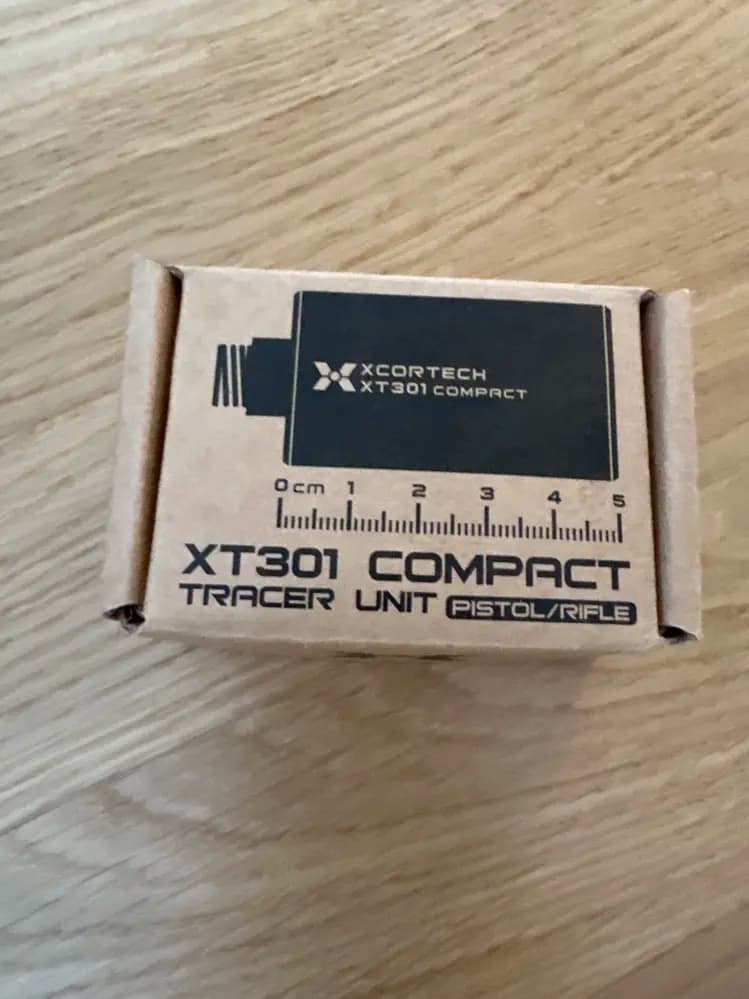 XCORTECH
XT301 COMPACT
0cm 1 2 3 4 5
XT301 COMPACT
TRACER UNIT PISTOL/RIFLE